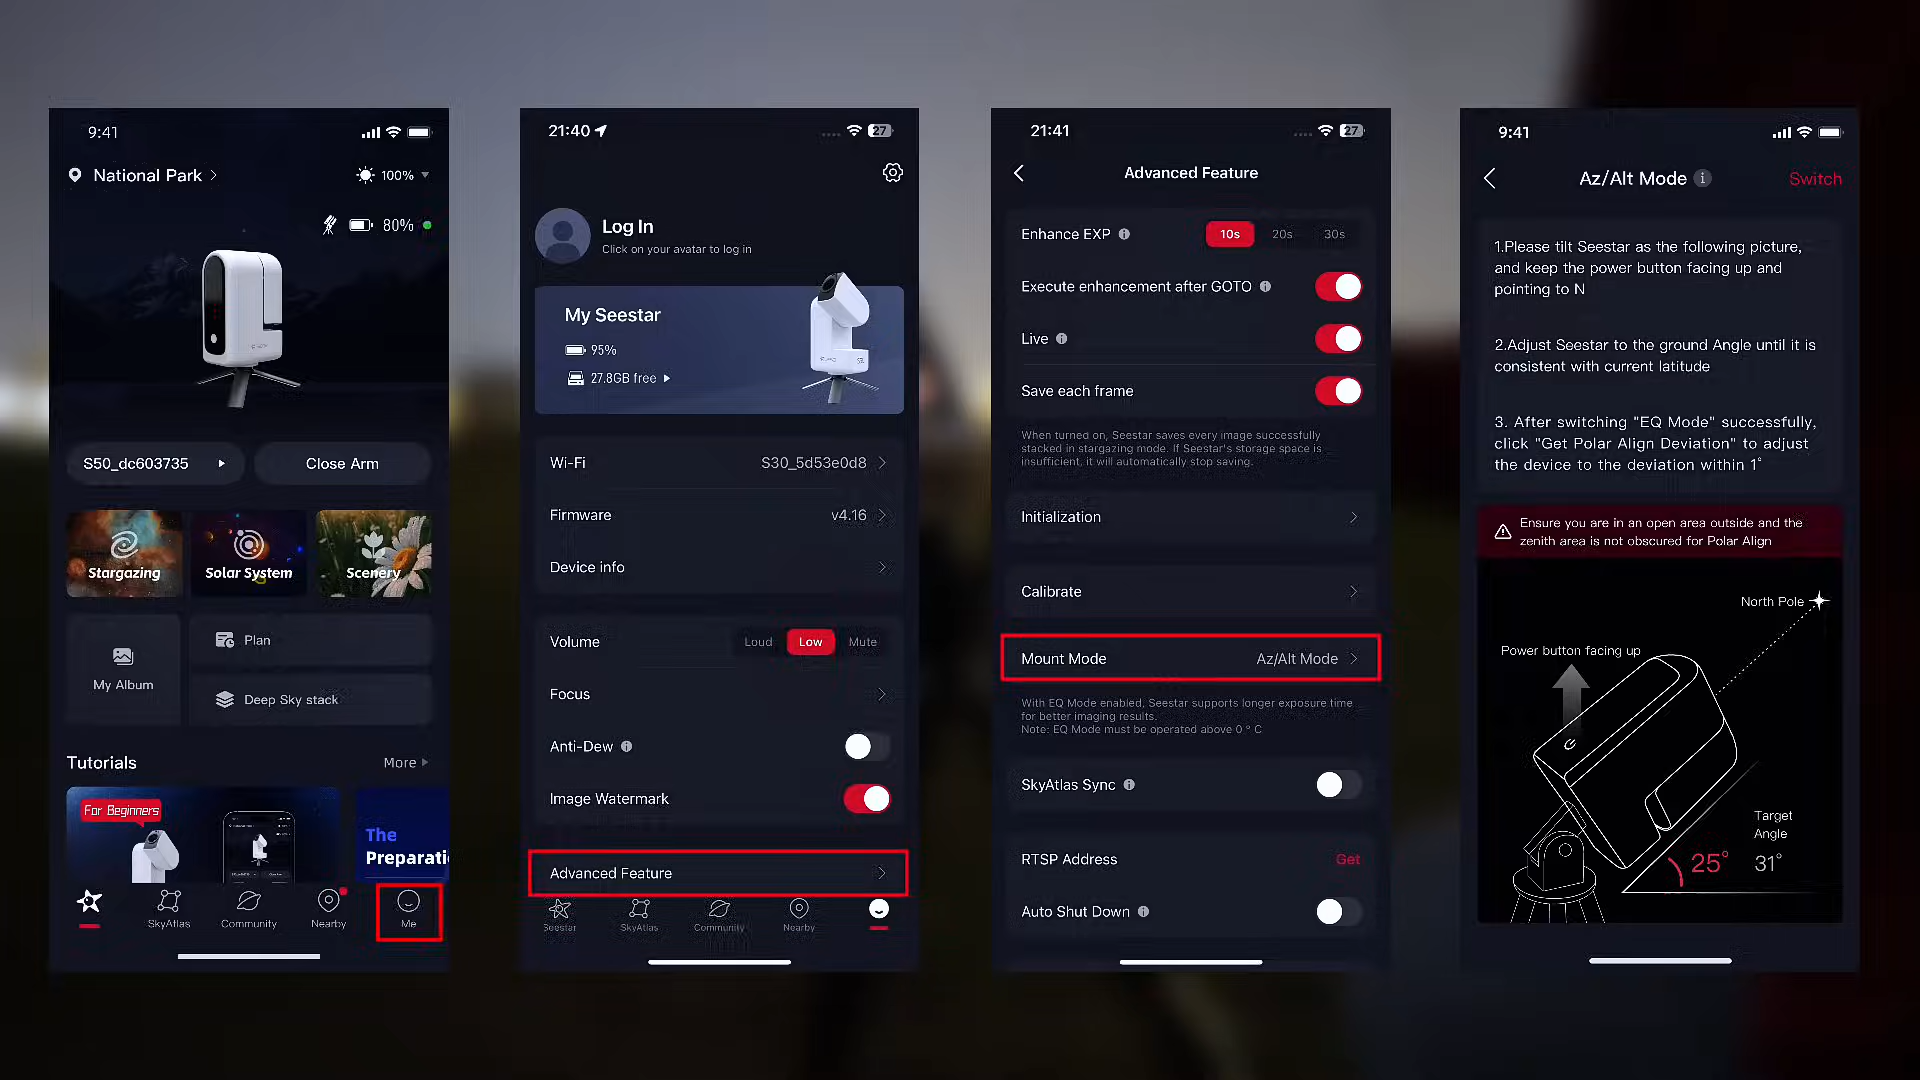 9:41
National Park
100%
80%
S50_dc603735
Close Arm
Stargazing
Solar System
Scenery
My Album
Plan
Deep Sky stack
Tutorials
More
For Beginners
The
Preparati
SkyAtlas
Community
Nearby
Me
21:40
27
Log In
Click on your avatar to log in
My Seestar
95%
27.8GB free
Wi-Fi
S30_5d53e0d8
Firmware
v4.16
Device info
Volume
Loud
Low
Mute
Focus
Anti-Dew
Image Watermark
Advanced Feature
Seestar
SkyAtlas
Community
Nearby
21:41
27
Advanced Feature
Enhance EXP
10s
20s
30s
Execute enhancement after GOTO
Live
Save each frame
When turned on, Seestar saves every image successfully
stacked in stargazing mode. If Seestar's storage space is
insufficient, it will automatically stop saving.
Initialization
Calibrate
Mount Mode
Az/Alt Mode
With EQ Mode enabled, Seestar supports longer exposure time
for better imaging results.
Note: EQ Mode must be operated above 0 ° C
SkyAtlas Sync
RTSP Address
Get
Auto Shut Down
9:41
Az/Alt Mode
Switch
1.Please tilt Seestar as the following picture,
and keep the power button facing up and
pointing to N
2.Adjust Seestar to the ground Angle until it is
consistent with current latitude
3. After switching "EQ Mode" successfully,
click "Get Polar Align Deviation" to adjust
the device to the deviation within 1°
Ensure you are in an open area outside and the
zenith area is not obscured for Polar Align
North Pole
Power button facing up
Target
Angle
25°
31°